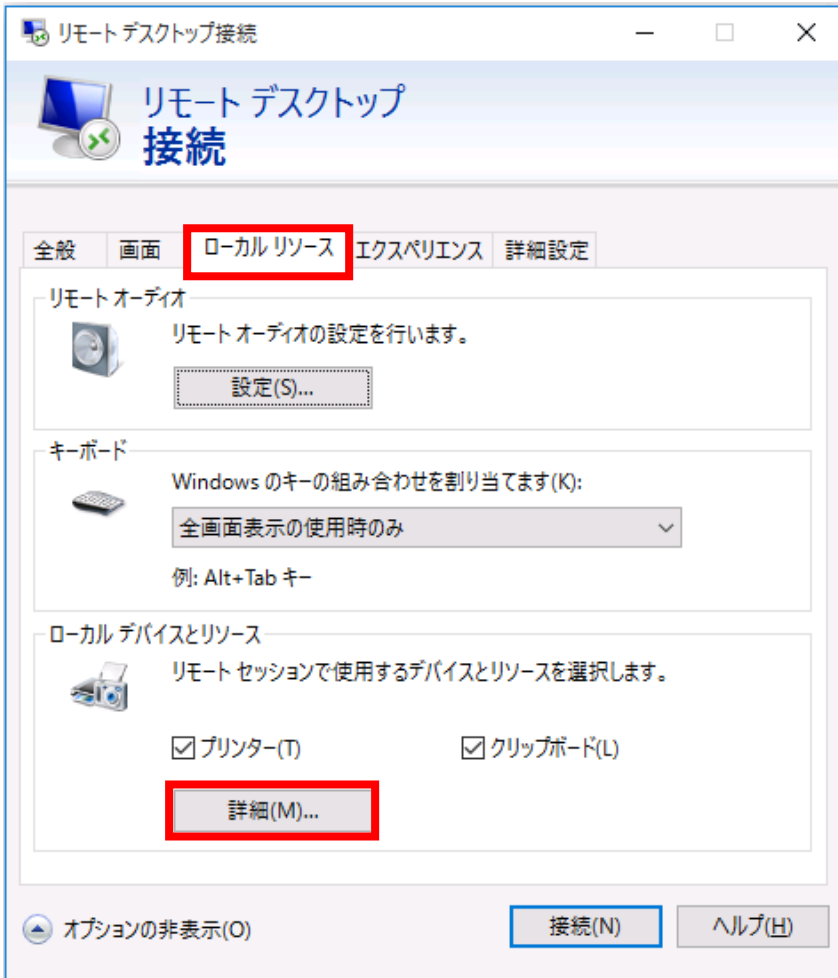 リモート デスクトップ接続
リモート デスクトップ
接続
全般 画面 ローカル リソース エクスペリエンス 詳細設定
リモート オーディオ
リモート オーディオの設定を行います。
設定(S)...
キーボード
Windows のキーの組み合わせを割り当てます(K):
全画面表示の使用時のみ
例: Alt+Tab キー
ローカル デバイスとリソース
リモート セッションで使用するデバイスとリソースを選択します。
プリンター(T) クリップボード(L)
詳細(M)...
オプションの非表示(O) 接続(N) ヘルプ(H)